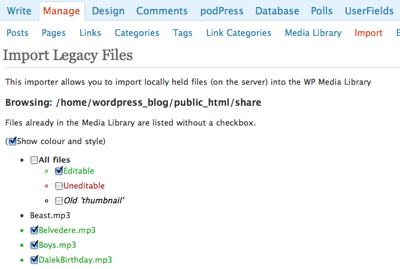 Write Manage Design Comments podPress Database Polls UserFields
Posts Pages Links Categories Tags Link Categories Media Library Import
Import Legacy Files
This importer allows you to import locally held files (on the server) into the WP Media Library
Browsing: /home/wordpress_blog/public_html/share
Files already in the Media Library are listed without a checkbox.
(Show colour and style)
All files
Editable
Uneditable
Old 'thumbnail'
Beast.mp3
Belvedere.mp3
Boys.mp3
DalekBirthday.mp3